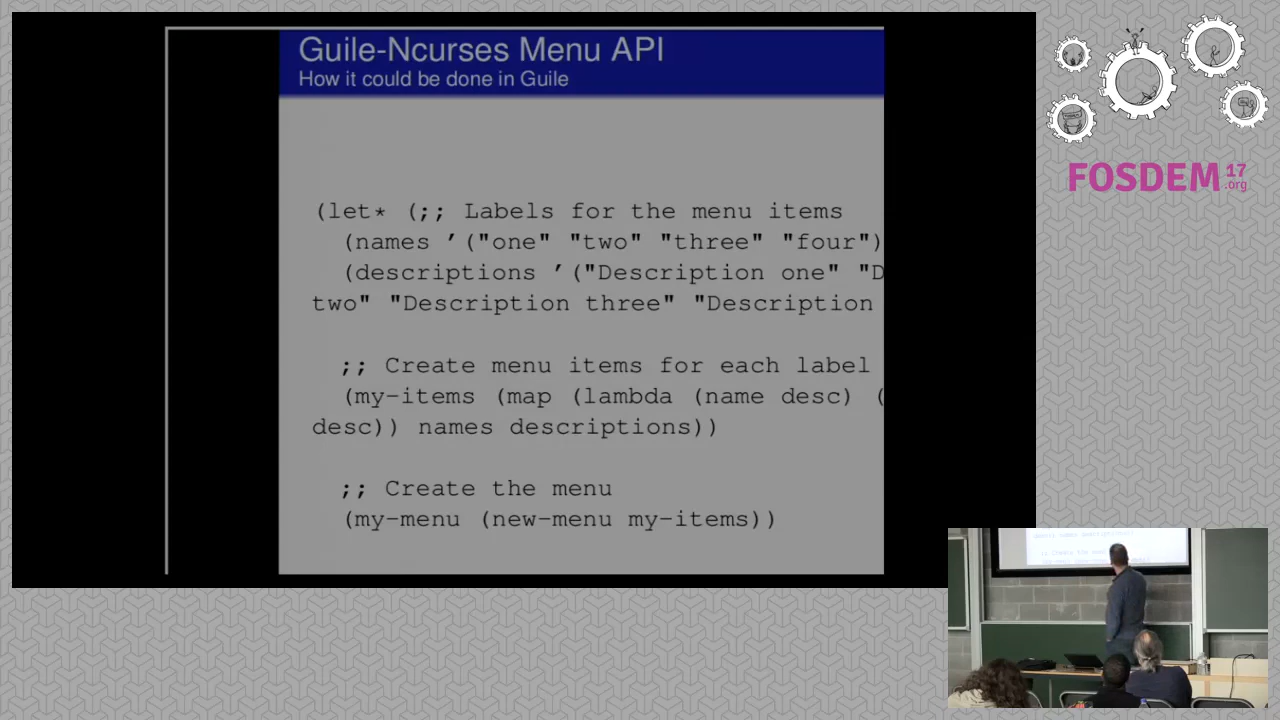 Guile-Ncurses Menu API
How it could be done in Guile
(let* (;; Labels for the menu items
(names ’("one" "two" "three" "four")
(descriptions ’("Description one" "D
two" "Description three" "Description
;; Create menu items for each label
(my-items (map (lambda (name desc) (
desc)) names descriptions))
;; Create the menu
(my-menu (new-menu my-items))
FOSDEM 17
.org